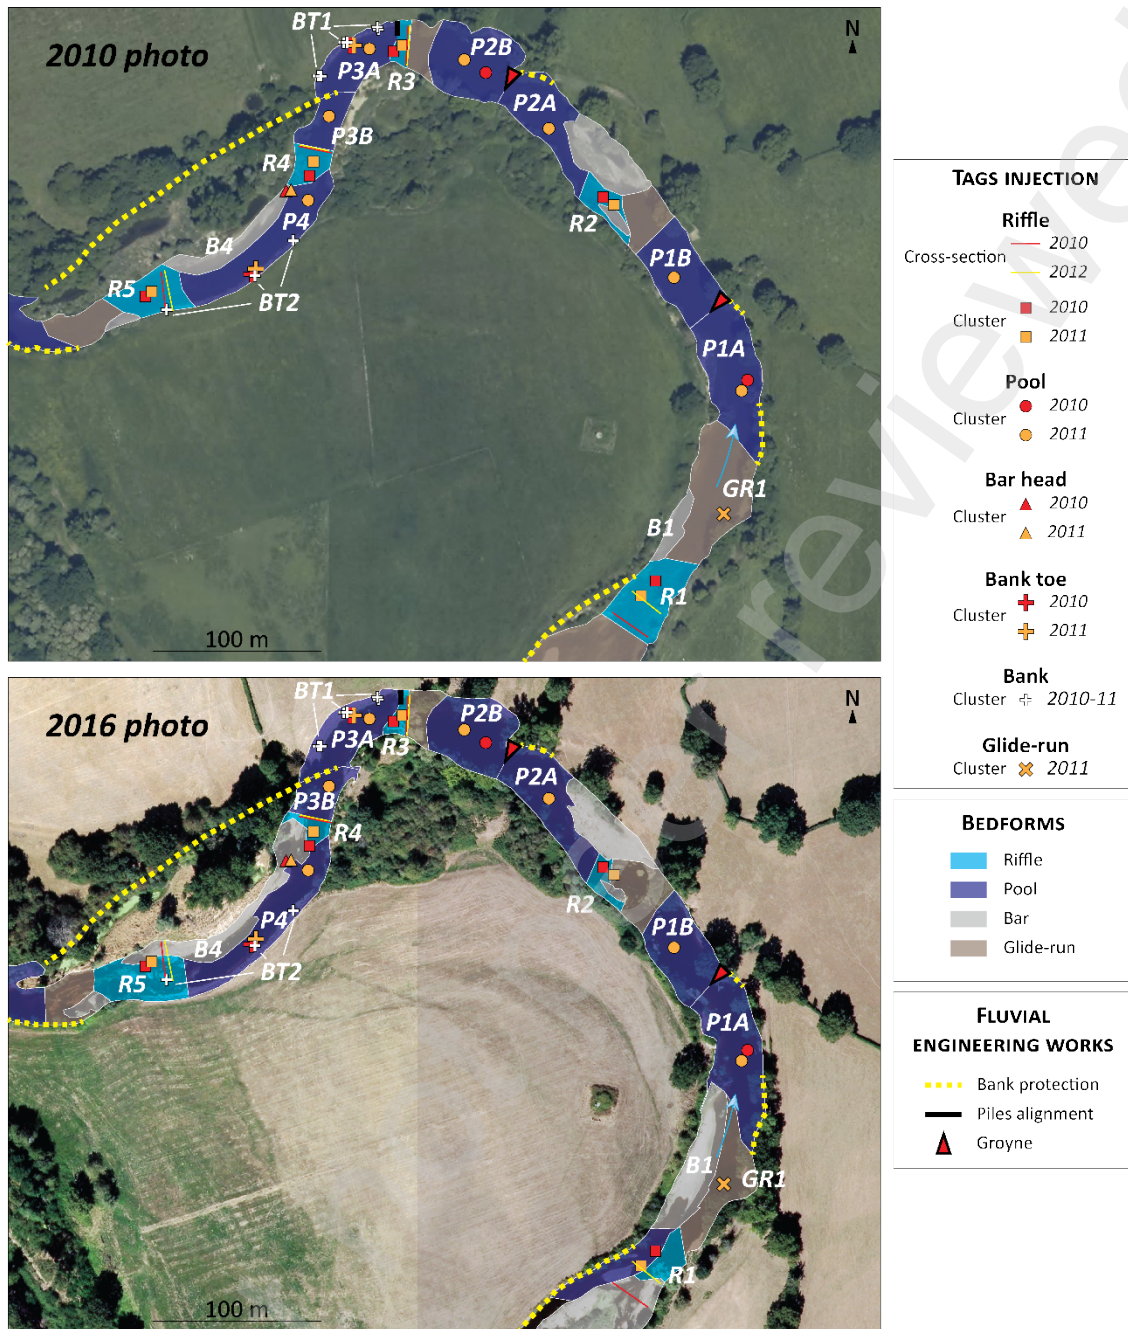 2010 photo
BT1
N
P3A
R3
P2B
P2A
P3B
R4
R2
P4
B4
P1B
R5
BT2
P1A
GR1
B1
R1
100 m
2016 photo
BT1
N
P3A
R3
P2B
P2A
P3B
R4
R2
P4
B4
P1B
R5
BT2
P1A
B1
GR1
R1
100 m
TAGS INJECTION
Riffle
Cross-section
2010
2012
Cluster
2010
2011
Pool
Cluster
2010
2011
Bar head
Cluster
2010
2011
Bank toe
Cluster
2010
2011
Bank
Cluster 2010-11
Glide-run
Cluster 2011
BEDFORMS
Riffle
Pool
Bar
Glide-run
FLUVIAL
ENGINEERING WORKS
Bank protection
Piles alignment
Groyne
reviewe